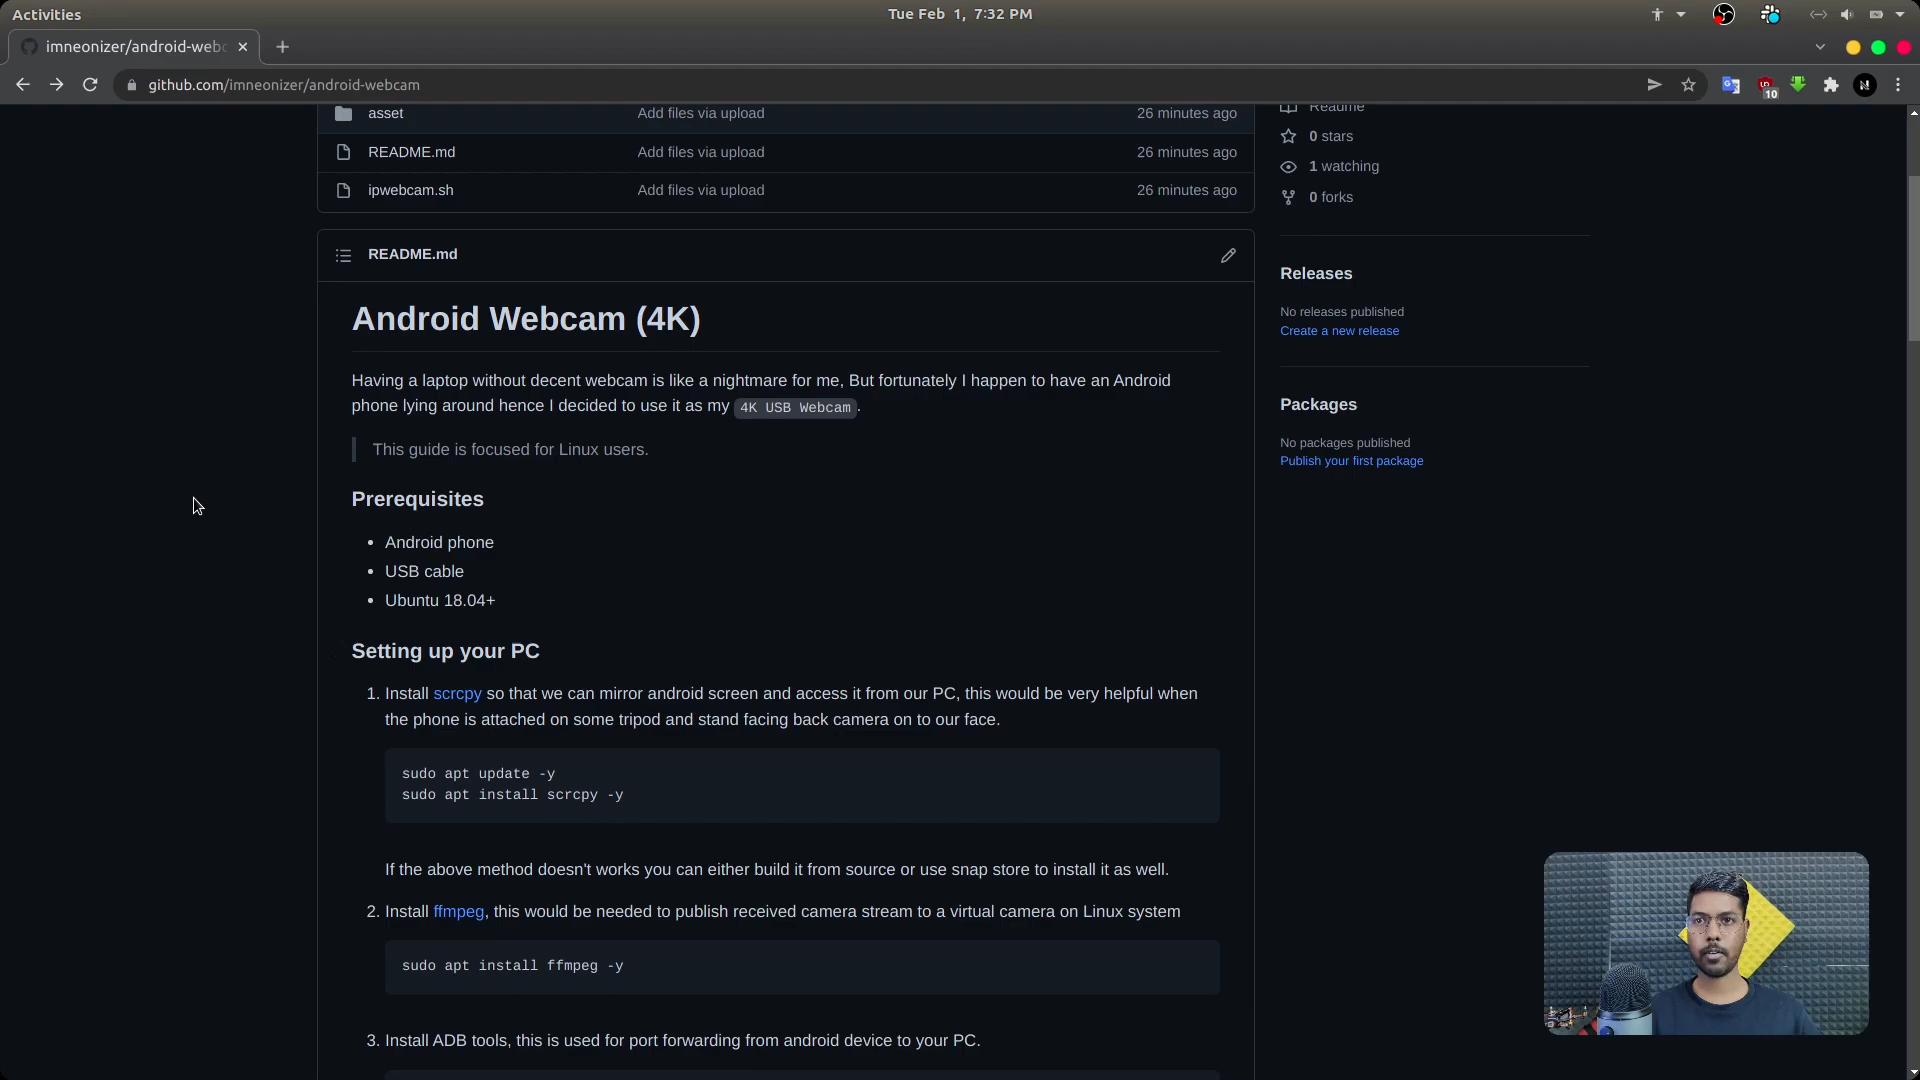 Activities
Tue Feb 1, 7:32 PM
imneonizer/android-webc
github.com/imneonizer/android-webcam
10
N
asset Add files via upload 26 minutes ago
README.md Add files via upload 26 minutes ago
ipwebcam.sh Add files via upload 26 minutes ago
Readme
0 stars
1 watching
0 forks
README.md
Releases
No releases published
Create a new release
Packages
No packages published
Publish your first package
Android Webcam (4K)
Having a laptop without decent webcam is like a nightmare for me, But fortunately I happen to have an Android
phone lying around hence I decided to use it as my 4K USB Webcam.
This guide is focused for Linux users.
Prerequisites
• Android phone
• USB cable
• Ubuntu 18.04+
Setting up your PC
1. Install scrcpy so that we can mirror android screen and access it from our PC, this would be very helpful when
the phone is attached on some tripod and stand facing back camera on to our face.
sudo apt update -y
sudo apt install scrcpy -y
If the above method doesn't works you can either build it from source or use snap store to install it as well.
2. Install ffmpeg, this would be needed to publish received camera stream to a virtual camera on Linux system
sudo apt install ffmpeg -y
3. Install ADB tools, this is used for port forwarding from android device to your PC.